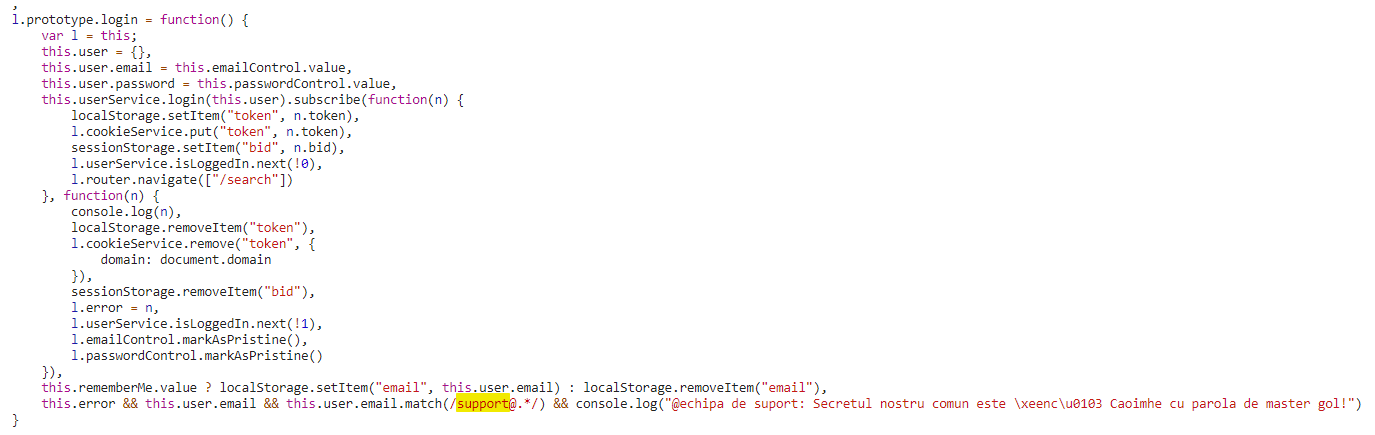 ,
l.prototype.login = function() {
    var l = this;
    this.user = {},
    this.user.email = this.emailControl.value,
    this.user.password = this.passwordControl.value,
    this.userService.login(this.user).subscribe(function(n) {
        localStorage.setItem("token", n.token),
        l.cookieService.put("token", n.token),
        sessionStorage.setItem("bid", n.bid),
        l.userService.isLoggedIn.next(!0),
        l.router.navigate(["/search"])
    }, function(n) {
        console.log(n),
        localStorage.removeItem("token"),
        l.cookieService.remove("token", {
            domain: document.domain
        }),
        sessionStorage.removeItem("bid"),
        l.error = n,
        l.userService.isLoggedIn.next(!1),
        l.emailControl.markAsPristine(),
        l.passwordControl.markAsPristine()
    }),
    this.rememberMe.value ? localStorage.setItem("email", this.user.email) : localStorage.removeItem("email"),
    this.error && this.user.email && this.user.email.match(/support@.*/) && console.log("@echipa de suport: Secretul nostru comun este \xeenc\u0103 Caoimhe cu parola de master gol!")
}